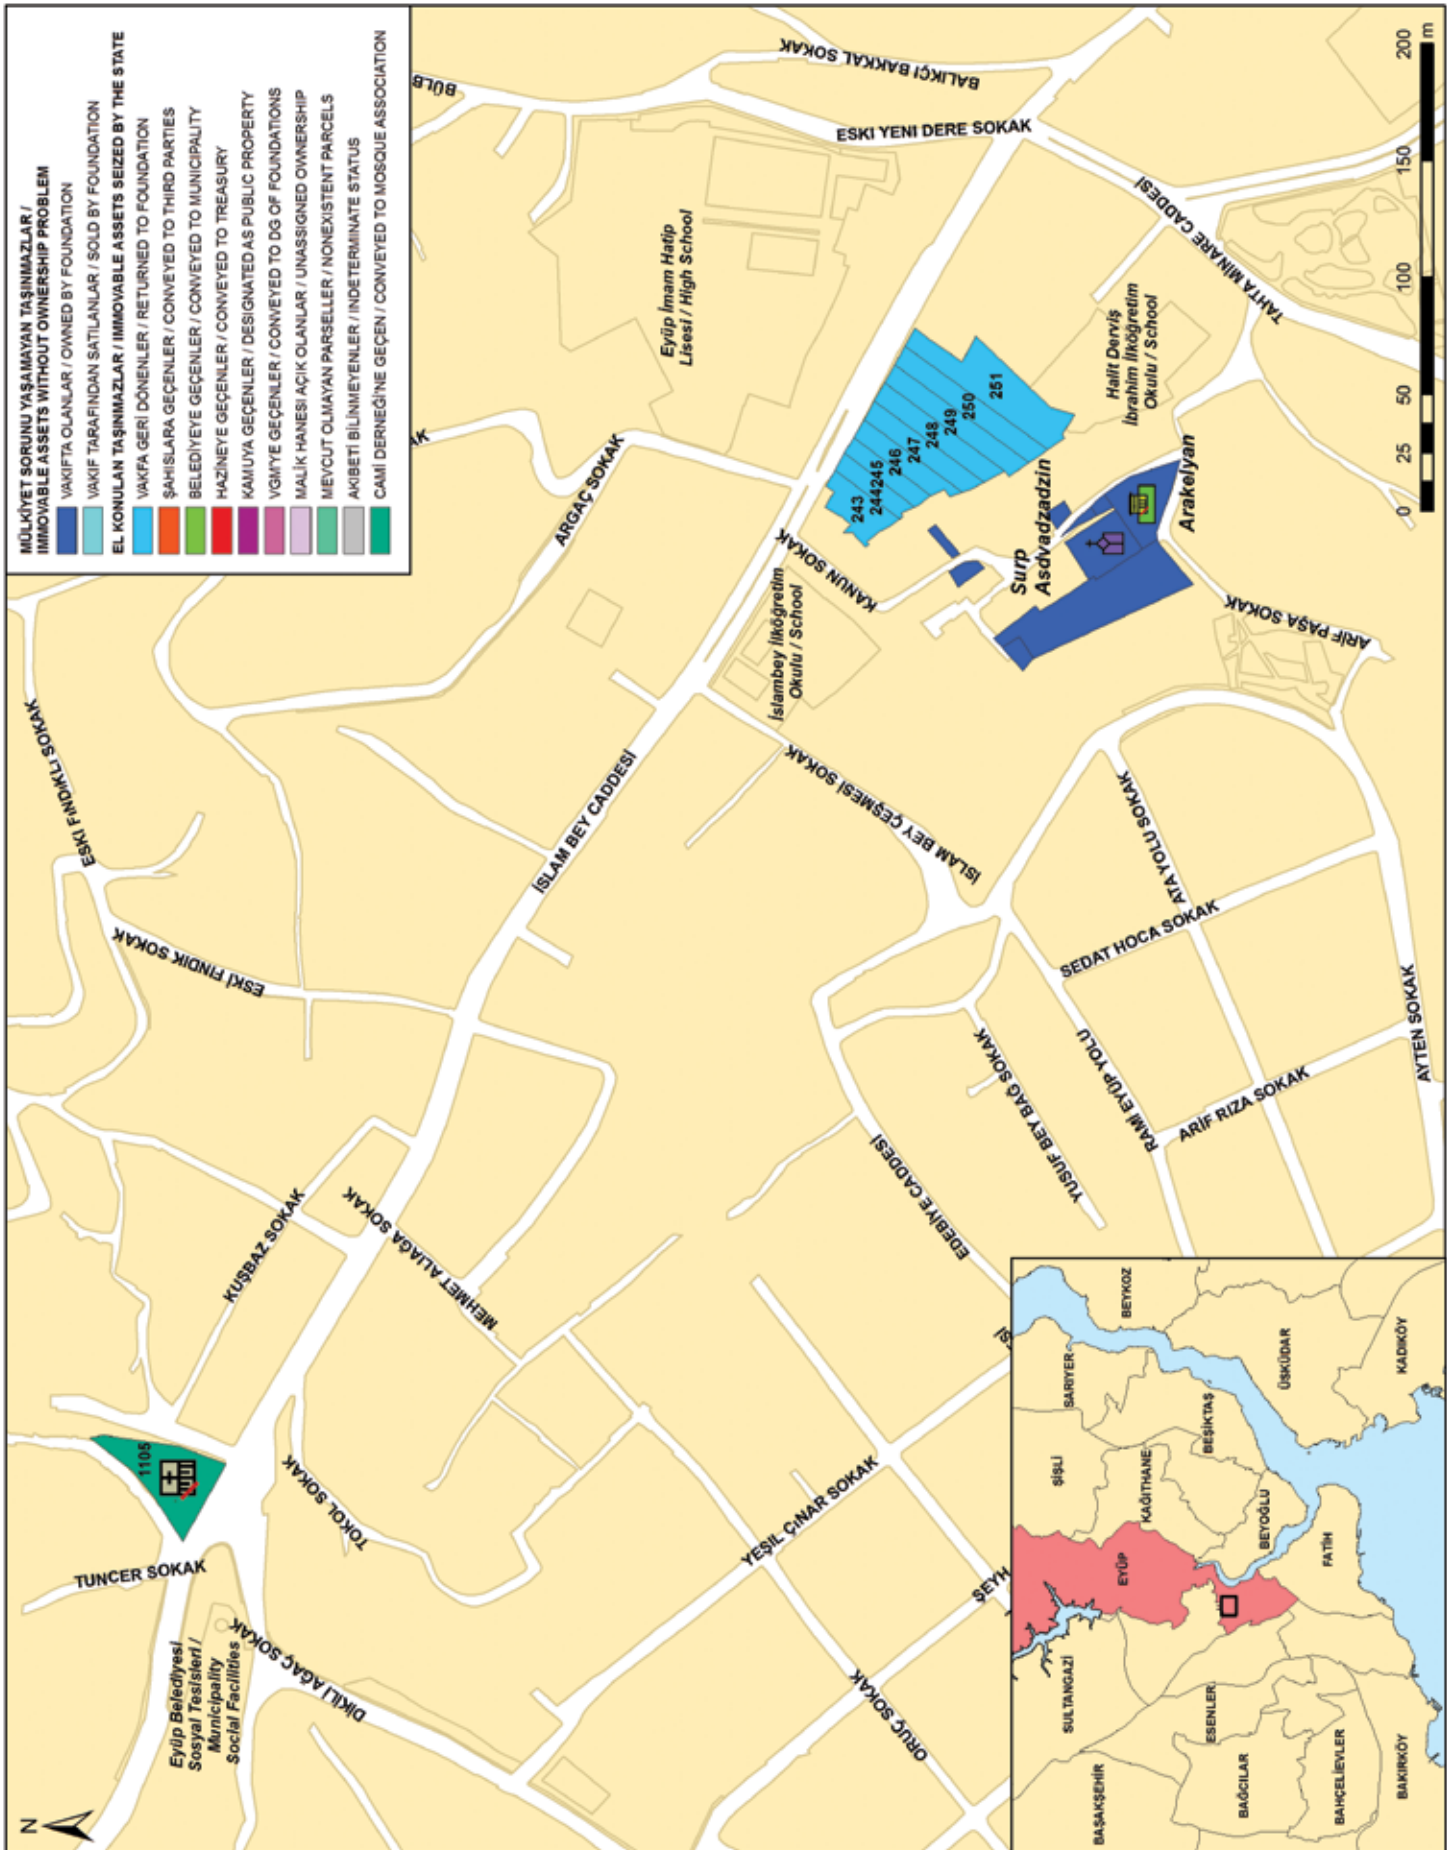 MÜLKİYET SORUNU YAŞAMAYAN TAŞINMAZLAR /
IMMOVABLE ASSETS WITHOUT OWNERSHIP PROBLEM
VAKIFTA OLANLAR / OWNED BY FOUNDATION
VAKIF TARAFINDAN SATILANLAR / SOLD BY FOUNDATION
EL KONULAN TAŞINMAZLAR / IMMOVABLE ASSETS SEIZED BY THE STATE
VAKFA GERİ DÖNENLER / RETURNED TO FOUNDATION
ŞAHISLARA GEÇENLER / CONVEYED TO THIRD PARTIES
BELEDİYEYE GEÇENLER / CONVEYED TO MUNICIPALITY
HAZİNEYE GEÇENLER / CONVEYED TO TREASURY
KAMUYA GEÇENLER / DESIGNATED AS PUBLIC PROPERTY
VGM'YE GEÇENLER / CONVEYED TO DG OF FOUNDATIONS
MALİK HANESİ AÇIK OLANLAR / UNASSIGNED OWNERSHIP
MEVCUT OLMAYAN PARSELLER / NONEXISTENT PARCELS
AKIBETİ BİLİNMEYENLER / INDETERMINATE STATUS
CAMİ DERNEĞİ'NE GEÇEN / CONVEYED TO MOSQUE ASSOCIATION
N
Eyüp Belediyesi
Sosyal Tesisleri /
Municipality
Social Facilities
TUNCER SOKAK
1105
DİKİLİ AĞAÇ SOKAK
TOKOL SOKAK
KUŞBAZ SOKAK
MEHMET ALIAĞA SOKAK
ESKİ FINDIK SOKAK
ESKI FINDIKLI SOKAK
İSLAM BEY CADDESİ
ARGAÇ SOKAK
AK
BÜLB
BALIKÇI BAKKAL SOKAK
ESKI YENI DERE SOKAK
Eyüp İmam Hatip
Lisesi / High School
İslambey İlköğretim
Okulu / School
KANUN SOKAK
243
244
245
246
247
248
249
250
251
TAHTA MİNARE CADDESİ
Halit Derviş
İbrahim İlköğretim
Okulu / School
Surp
Asdvadzadzin
Arakelyan
ARİF PAŞA SOKAK
İSLAM BEY ÇEŞMESİ SOKAK
ATA YOLU SOKAK
SEDAT HOCA SOKAK
AYTEN SOKAK
RAMİ EYÜP YOLU
ARİF RIZA SOKAK
YUSUF BEY BAĞ SOKAK
EDEBİYE CADDESİ
YEŞİL ÇINAR SOKAK
ŞEYH
ORUÇ SOKAK
0 25 50 100 150 200
m
BAŞAKŞEHİR
SULTANGAZİ
ESENLER
BAĞCILAR
BAHÇELİEVLER
BAKIRKÖY
EYÜP
ŞİŞLİ
KAĞITHANE
SARIYER
BEŞİKTAŞ
BEYOĞLU
FATİH
BEYKOZ
ÜSKÜDAR
KADIKÖY